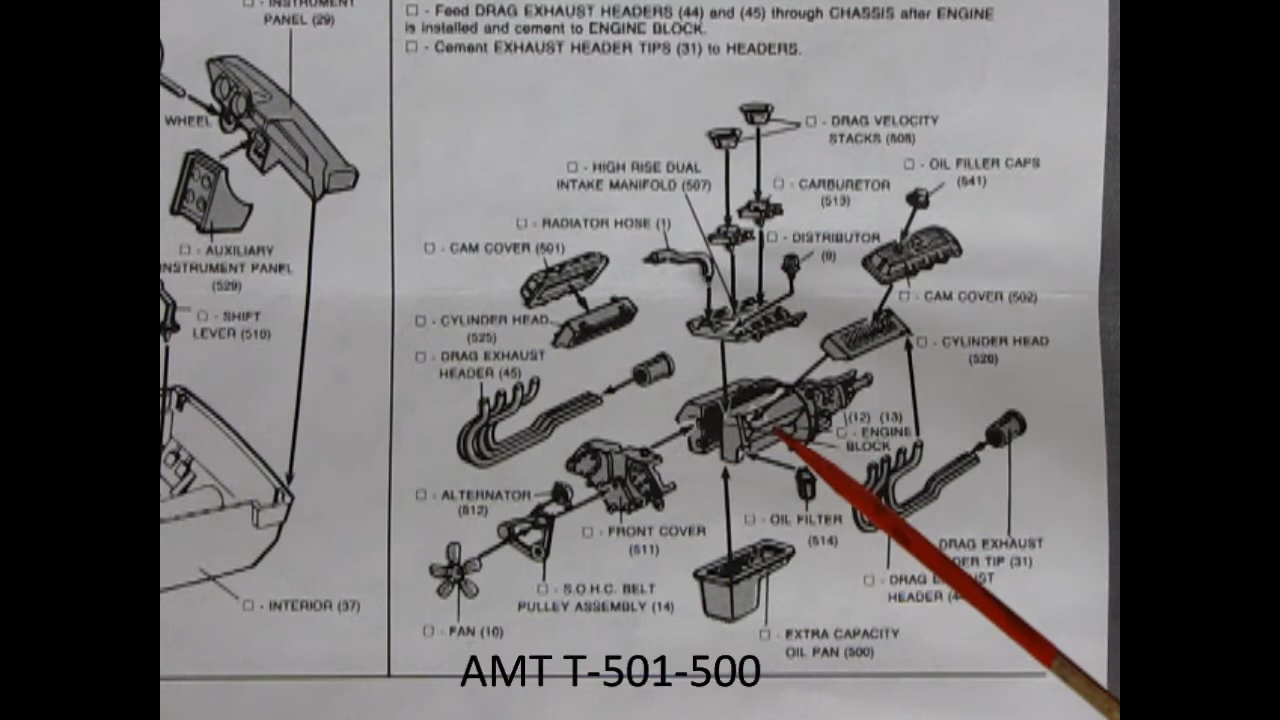 ☐ - INSTRUMENT
PANEL (29)
WHEEL
☐ - AUXILIARY
INSTRUMENT PANEL
(529)
☐ - SHIFT
LEVER (510)
☐ - INTERIOR (37)
☐ - Feed DRAG EXHAUST HEADERS (44) and (45) through CHASSIS after ENGINE
is installed and cement to ENGINE BLOCK.
☐ - Cement EXHAUST HEADER TIPS (31) to HEADERS.
☐ - DRAG VELOCITY
STACKS (508)
☐ - HIGH RISE DUAL
INTAKE MANIFOLD (507)
☐ - OIL FILLER CAPS
(541)
☐ - CARBURETOR
(513)
☐ - RADIATOR HOSE (1)
☐ - DISTRIBUTOR
(9)
☐ - CAM COVER (501)
☐ - CAM COVER (502)
☐ - CYLINDER HEAD
(525)
☐ - CYLINDER HEAD
(526)
☐ - DRAG EXHAUST
HEADER (45)
(12) (13)
☐ - ENGINE
BLOCK
☐ - ALTERNATOR
(512)
☐ - FRONT COVER
(511)
☐ - OIL FILTER
(514)
DRAG EXHAUST
TIP (31)
☐ - DRAG
HEADER
☐ - S.O.H.C. BELT
PULLEY ASSEMBLY (14)
☐ - FAN (10)
☐ - EXTRA CAPACITY
OIL PAN (500)
AMT T-501-500